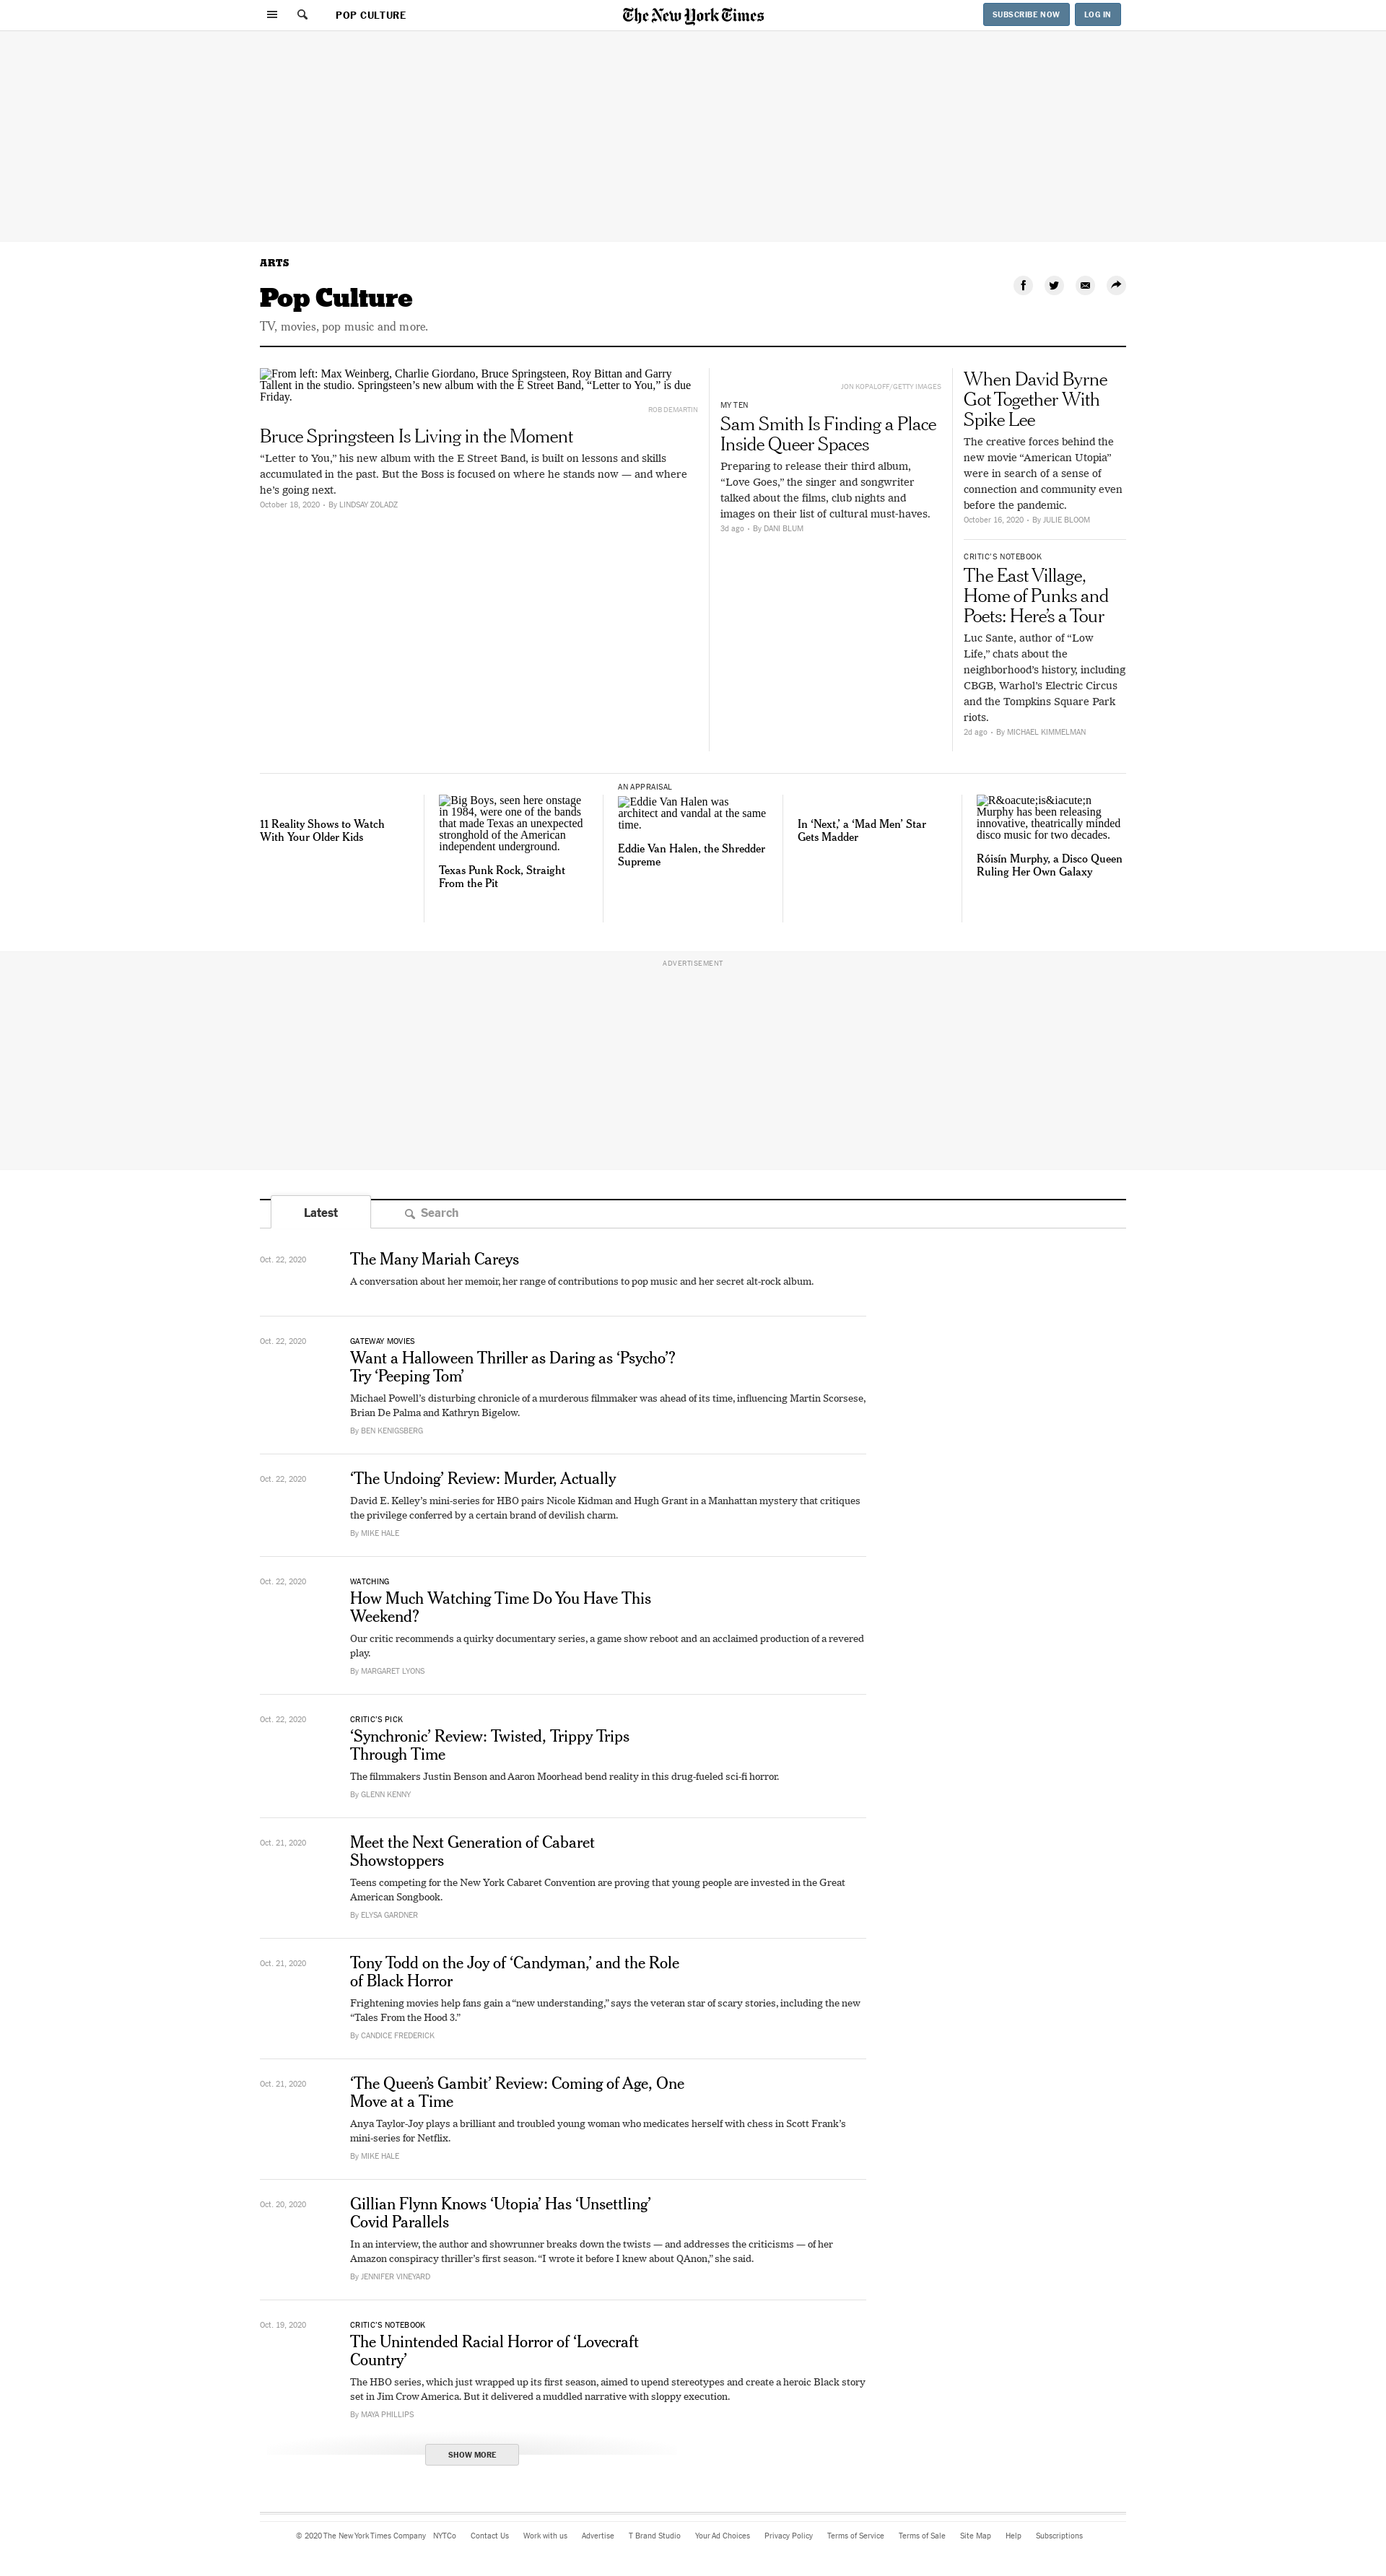 POP CULTURE
The New York Times
SUBSCRIBE NOW
LOG IN
ARTS
Pop Culture
TV, movies, pop music and more.
From left: Max Weinberg, Charlie Giordano, Bruce Springsteen, Roy Bittan and Garry
Tallent in the studio. Springsteen’s new album with the E Street Band, “Letter to You,” is due
Friday.
ROB DEMARTIN
Bruce Springsteen Is Living in the Moment
“Letter to You,” his new album with the E Street Band, is built on lessons and skills
accumulated in the past. But the Boss is focused on where he stands now — and where
he’s going next.
October 18, 2020 • By LINDSAY ZOLADZ
JON KOPALOFF/GETTY IMAGES
MY TEN
Sam Smith Is Finding a Place
Inside Queer Spaces
Preparing to release their third album,
“Love Goes,” the singer and songwriter
talked about the films, club nights and
images on their list of cultural must-haves.
3d ago • By DANI BLUM
When David Byrne
Got Together With
Spike Lee
The creative forces behind the
new movie “American Utopia”
were in search of a sense of
connection and community even
before the pandemic.
October 16, 2020 • By JULIE BLOOM
CRITIC’S NOTEBOOK
The East Village,
Home of Punks and
Poets: Here’s a Tour
Luc Sante, author of “Low
Life,” chats about the
neighborhood’s history, including
CBGB, Warhol’s Electric Circus
and the Tompkins Square Park
riots.
2d ago • By MICHAEL KIMMELMAN
11 Reality Shows to Watch
With Your Older Kids
Big Boys, seen here onstage
in 1984, were one of the bands
that made Texas an unexpected
stronghold of the American
independent underground.
Texas Punk Rock, Straight
From the Pit
AN APPRAISAL
Eddie Van Halen was
architect and vandal at the same
time.
Eddie Van Halen, the Shredder
Supreme
In ‘Next,’ a ‘Mad Men’ Star
Gets Madder
R&oacute;is&iacute;n
Murphy has been releasing
innovative, theatrically minded
disco music for two decades.
Róisín Murphy, a Disco Queen
Ruling Her Own Galaxy
ADVERTISEMENT
Latest
Search
Oct. 22, 2020
The Many Mariah Careys
A conversation about her memoir, her range of contributions to pop music and her secret alt-rock album.
Oct. 22, 2020
GATEWAY MOVIES
Want a Halloween Thriller as Daring as ‘Psycho’?
Try ‘Peeping Tom’
Michael Powell’s disturbing chronicle of a murderous filmmaker was ahead of its time, influencing Martin Scorsese,
Brian De Palma and Kathryn Bigelow.
By BEN KENIGSBERG
Oct. 22, 2020
‘The Undoing’ Review: Murder, Actually
David E. Kelley’s mini-series for HBO pairs Nicole Kidman and Hugh Grant in a Manhattan mystery that critiques
the privilege conferred by a certain brand of devilish charm.
By MIKE HALE
Oct. 22, 2020
WATCHING
How Much Watching Time Do You Have This
Weekend?
Our critic recommends a quirky documentary series, a game show reboot and an acclaimed production of a revered
play.
By MARGARET LYONS
Oct. 22, 2020
CRITIC’S PICK
‘Synchronic’ Review: Twisted, Trippy Trips
Through Time
The filmmakers Justin Benson and Aaron Moorhead bend reality in this drug-fueled sci-fi horror.
By GLENN KENNY
Oct. 21, 2020
Meet the Next Generation of Cabaret
Showstoppers
Teens competing for the New York Cabaret Convention are proving that young people are invested in the Great
American Songbook.
By ELYSA GARDNER
Oct. 21, 2020
Tony Todd on the Joy of ‘Candyman,’ and the Role
of Black Horror
Frightening movies help fans gain a “new understanding,” says the veteran star of scary stories, including the new
“Tales From the Hood 3.”
By CANDICE FREDERICK
Oct. 21, 2020
‘The Queen’s Gambit’ Review: Coming of Age, One
Move at a Time
Anya Taylor-Joy plays a brilliant and troubled young woman who medicates herself with chess in Scott Frank’s
mini-series for Netflix.
By MIKE HALE
Oct. 20, 2020
Gillian Flynn Knows ‘Utopia’ Has ‘Unsettling’
Covid Parallels
In an interview, the author and showrunner breaks down the twists — and addresses the criticisms — of her
Amazon conspiracy thriller’s first season. “I wrote it before I knew about QAnon,” she said.
By JENNIFER VINEYARD
Oct. 19, 2020
CRITIC’S NOTEBOOK
The Unintended Racial Horror of ‘Lovecraft
Country’
The HBO series, which just wrapped up its first season, aimed to upend stereotypes and create a heroic Black story
set in Jim Crow America. But it delivered a muddled narrative with sloppy execution.
By MAYA PHILLIPS
SHOW MORE
© 2020 The New York Times Company NYTCo Contact Us Work with us Advertise T Brand Studio Your Ad Choices Privacy Policy Terms of Service Terms of Sale Site Map Help Subscriptions